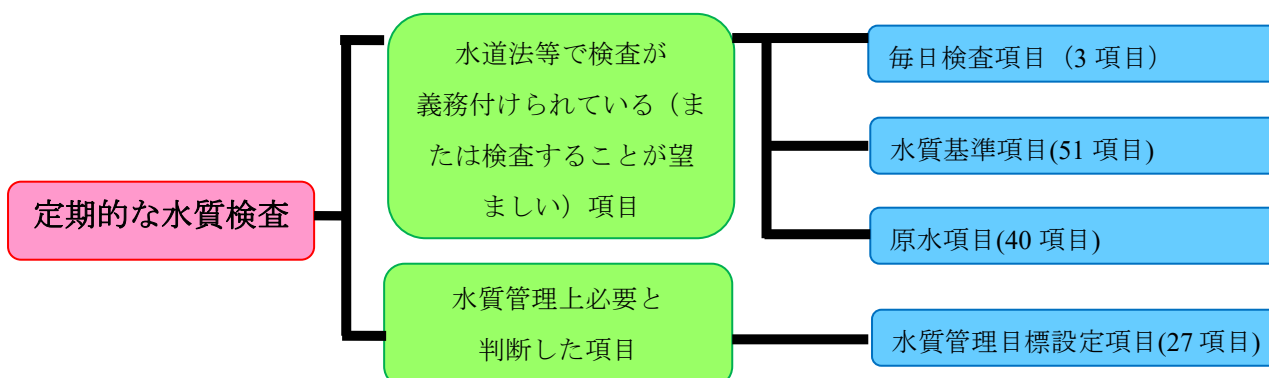 定期的な水質検査
水道法等で検査が
義務付けられている（ま
たは検査することが望
ましい）項目
毎日検査項目（3 項目）
水質基準項目(51 項目)
原水項目(40 項目)
水質管理上必要と
判断した項目
水質管理目標設定項目(27 項目)